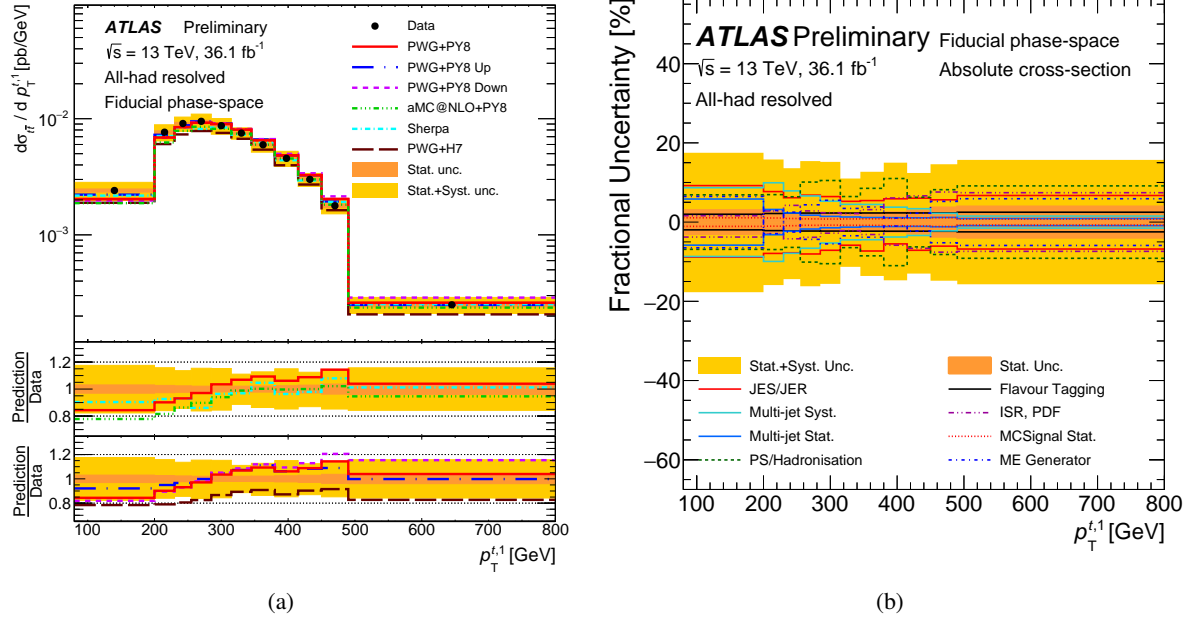 ATLAS Preliminary
√s = 13 TeV, 36.1 fb⁻¹
All-had resolved
Fiducial phase-space
Data
PWG+PY8
PWG+PY8 Up
PWG+PY8 Down
aMC@NLO+PY8
Sherpa
PWG+H7
Stat. unc.
Stat.+Syst. unc.
dσ_tt̄ / d p_T^{t,1} [pb/GeV]
10⁻²
10⁻³
Prediction
Data
1.2
1
0.8
Prediction
Data
1.2
1
0.8
100 200 300 400 500 600 700 800
p_T^{t,1} [GeV]
(a)
Fractional Uncertainty [%]
ATLAS Preliminary
√s = 13 TeV, 36.1 fb⁻¹
All-had resolved
Fiducial phase-space
Absolute cross-section
40
20
0
−20
−40
−60
Stat.+Syst. Unc.
JES/JER
Multi-jet Syst.
Multi-jet Stat.
PS/Hadronisation
Stat. Unc.
Flavour Tagging
ISR, PDF
MCSignal Stat.
ME Generator
100 200 300 400 500 600 700 800
p_T^{t,1} [GeV]
(b)